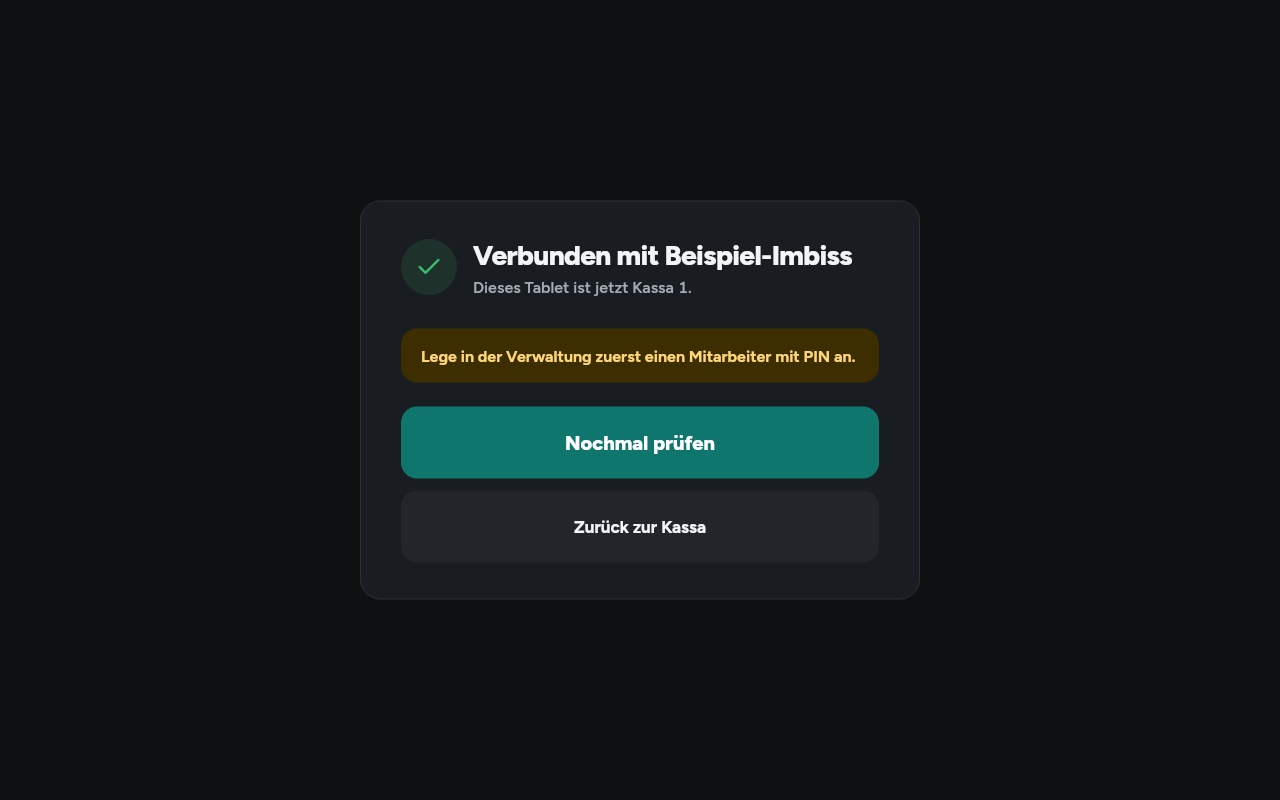 Verbunden mit Beispiel-Imbiss
Dieses Tablet ist jetzt Kassa 1.
Lege in der Verwaltung zuerst einen Mitarbeiter mit PIN an.
Nochmal prüfen
Zurück zur Kassa